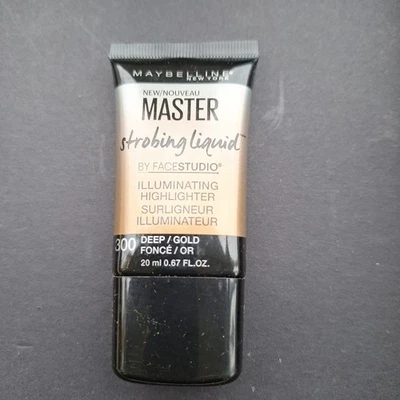 MAYBELLINE®
NEW YORK
NEW/NOUVEAU
MASTER
strobing liquid™
BY FACESTUDIO®
ILLUMINATING
HIGHLIGHTER
SURLIGNEUR
ILLUMINATEUR
300 DEEP / GOLD
FONCÉ / OR
20 ml 0.67 FL.OZ.